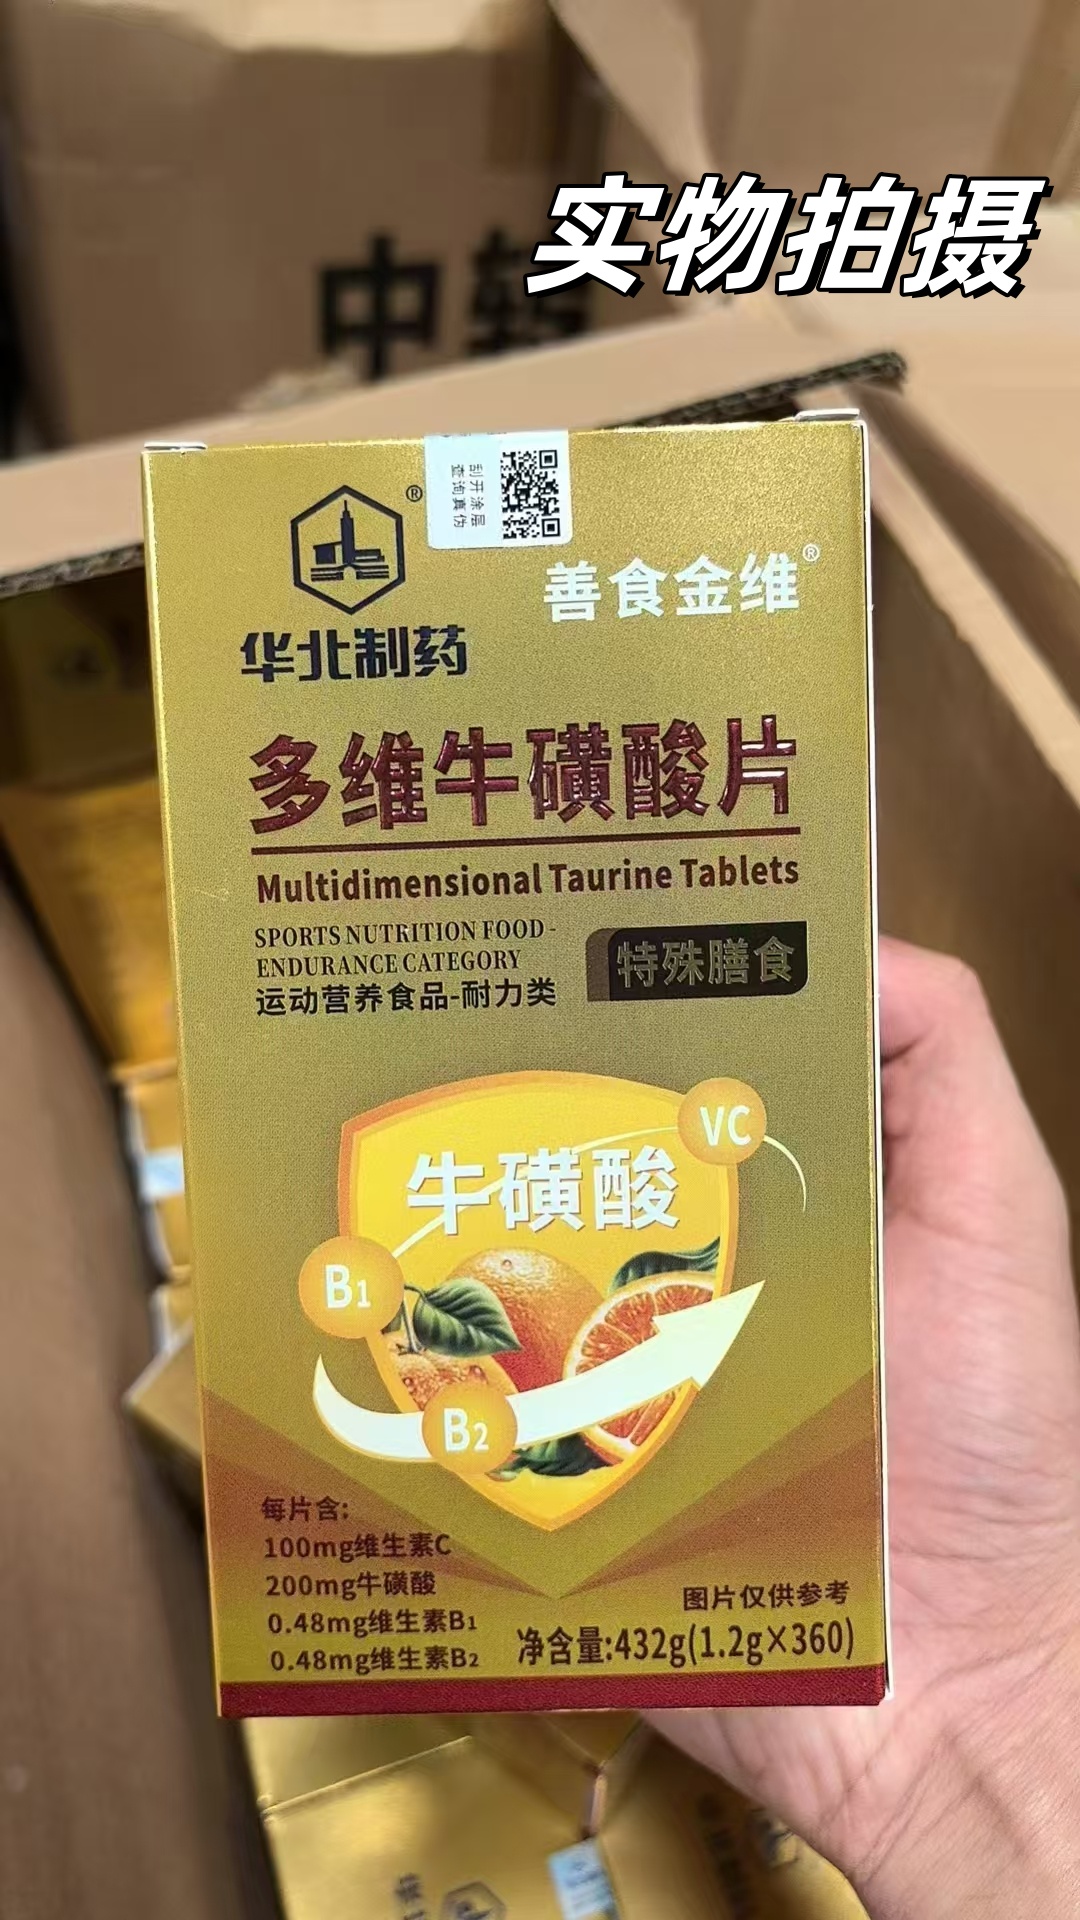 实物拍摄
中转
刮开涂层
查询真伪
®
善食金维®
华北制药
多维牛磺酸片
Multidimensional Taurine Tablets
SPORTS NUTRITION FOOD -
ENDURANCE CATEGORY
运动营养食品-耐力类
特殊膳食
VC
牛磺酸
B1
B2
每片含:
100mg维生素C
200mg牛磺酸
0.48mg维生素B1
0.48mg维生素B2
图片仅供参考
净含量:432g(1.2g×360)